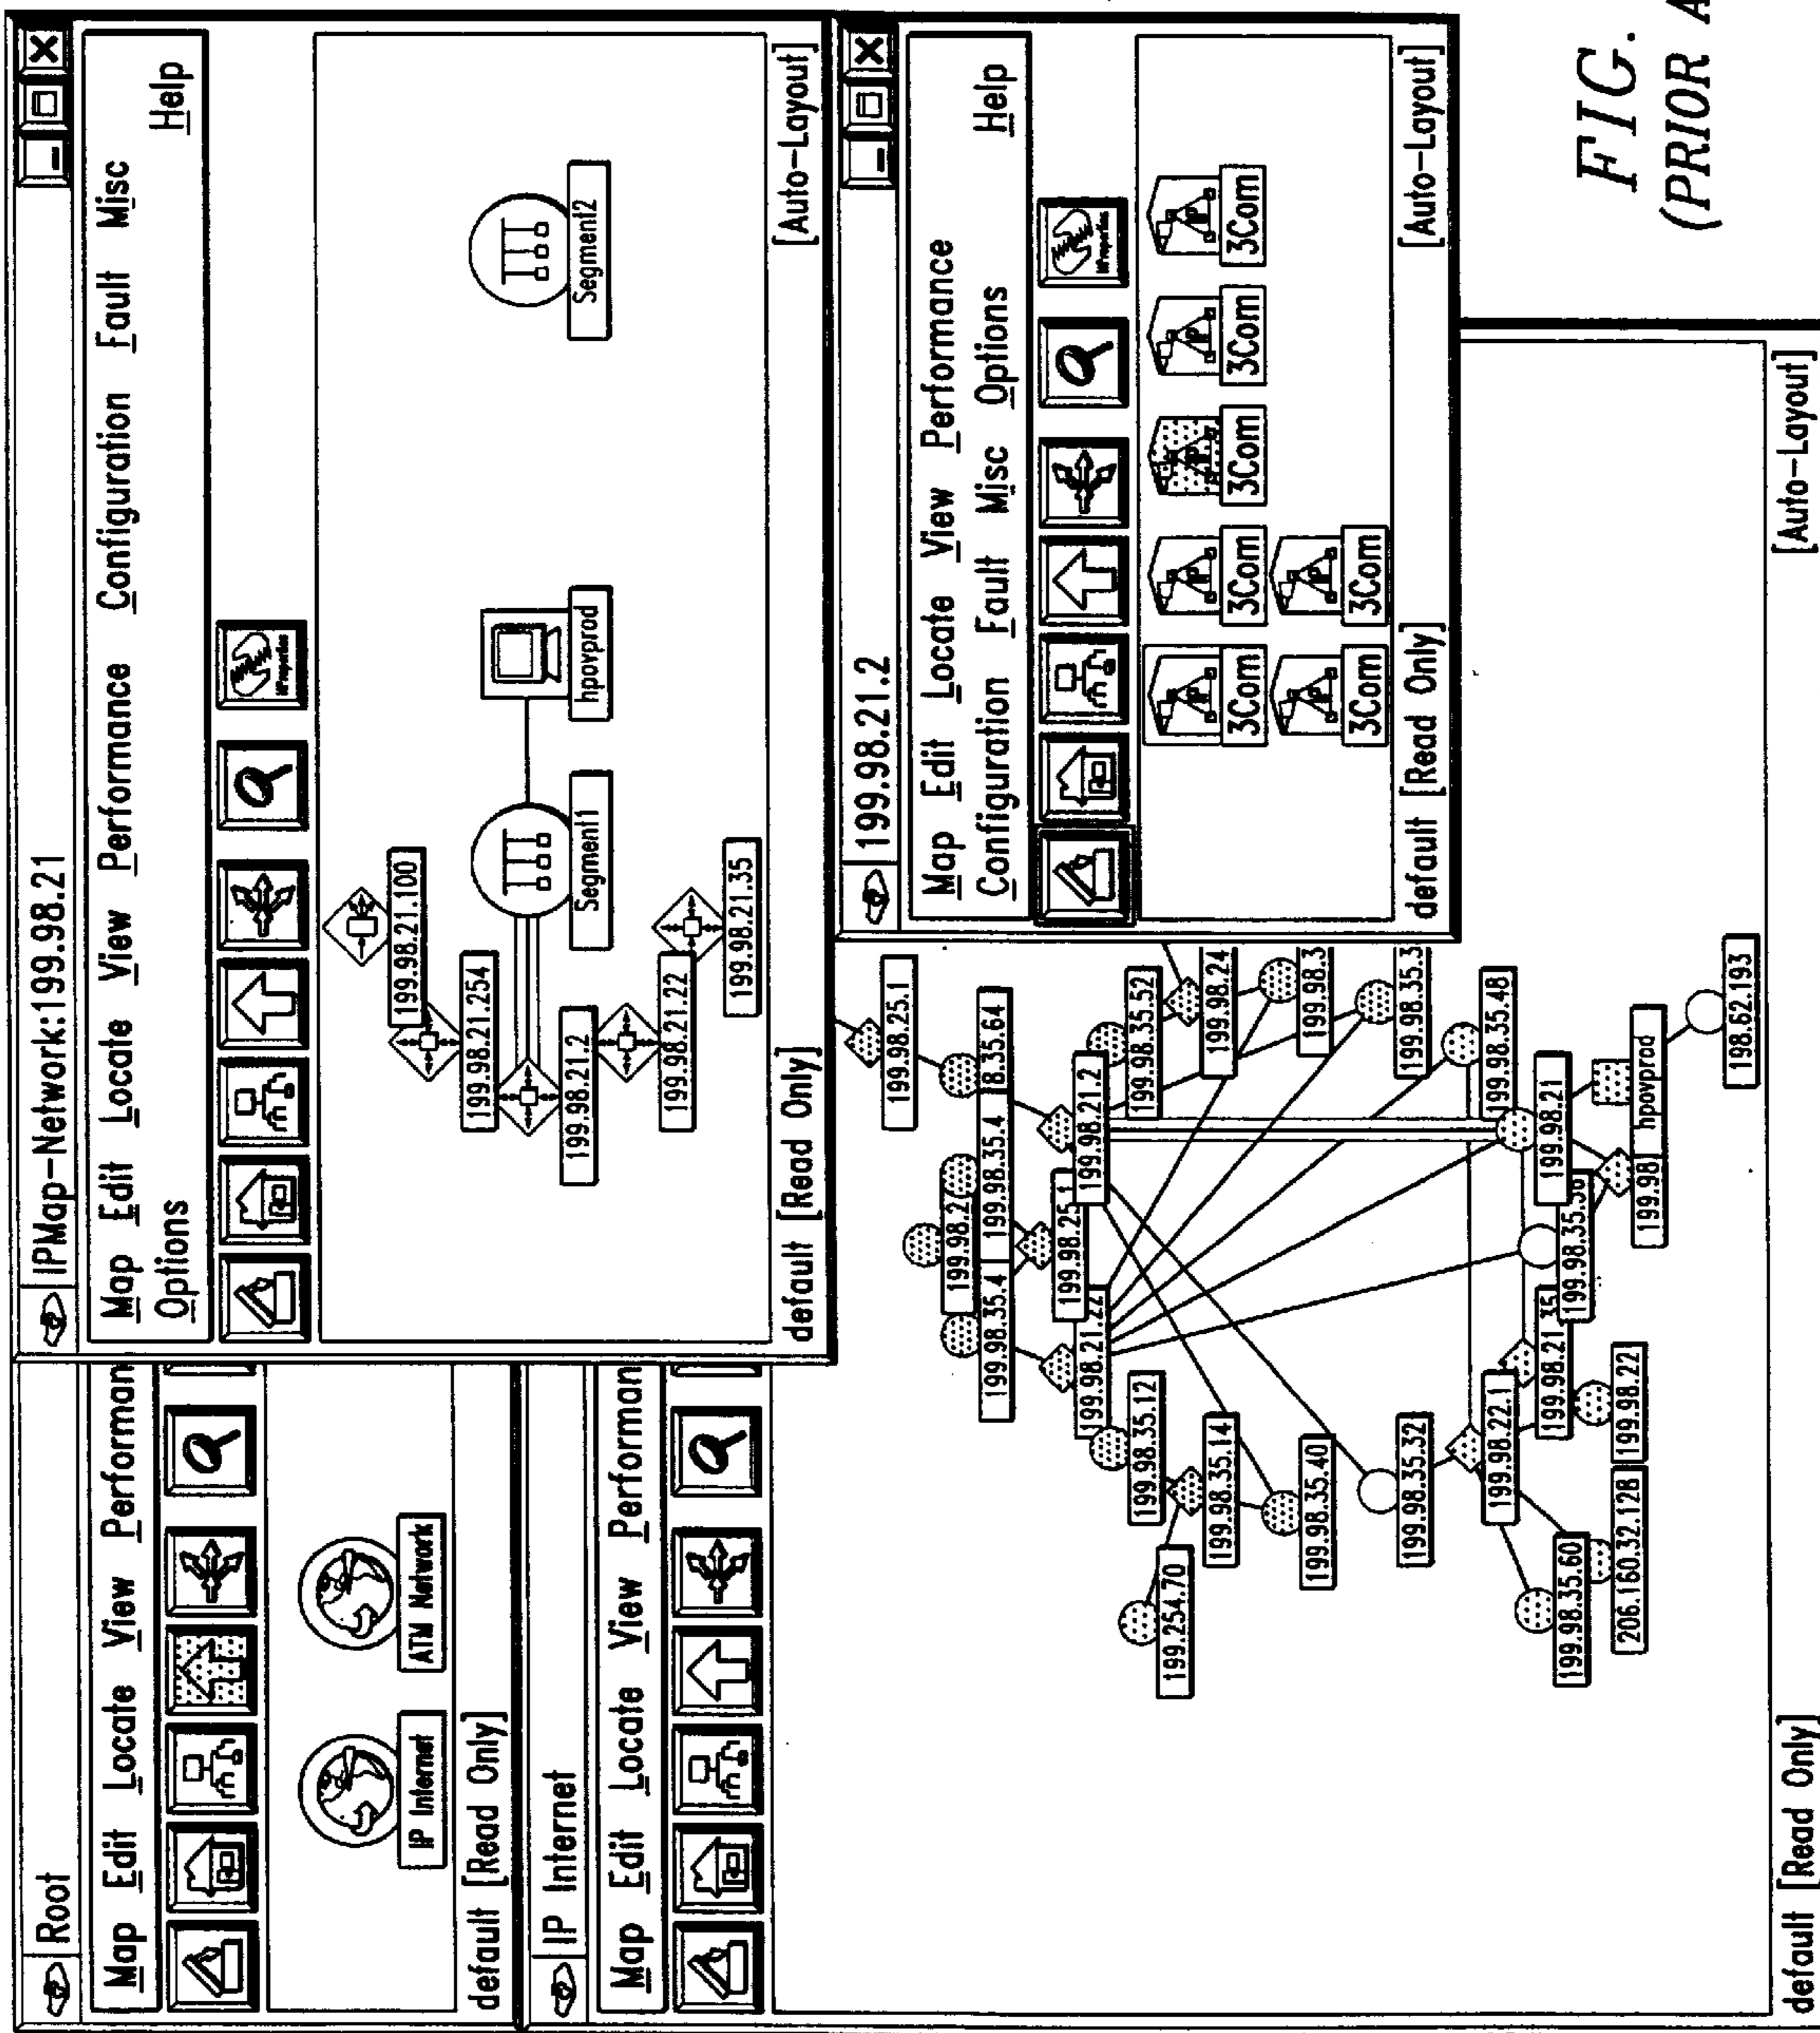 Root
Map Edit Locate View Performan
IP Internet
ATM Network
default [Read Only]
IP Internet
Map Edit Locate View Performan
199.98.25.1
18.35.64
199.98.35.4
199.98.2
199.98.35.4
199.98.25.1
199.98.21.2
199.98.21.22
199.98.35.52
199.98.24
199.98.3
199.98.35.3
199.98.35.48
199.98.35.12
199.98.35.14
199.254.70
199.98.35.40
199.98.35.32
199.98.22.1
199.98.21.35
199.98.21
199.98.22
199.98
hpovprod
198.62.193
199.98.35.60
206.160.32.128
default [Read Only]
[Auto-Layout]
IPMap-Network:199.98.21
Map Edit Locate View Performance Configuration Fault Misc Help
Options
NProperties
199.98.21.100
199.98.21.254
199.98.21.2
199.98.21.22
199.98.21.35
Segment1
hpovprod
Segment2
default [Read Only]
[Auto-Layout]
199.98.21.2
Map Edit Locate View Performance
Configuration Fault Misc Options Help
NProperties
3Com 3Com 3Com 3Com 3Com
3Com 3Com
default [Read Only]
[Auto-Layout]
FIG.
(PRIOR A